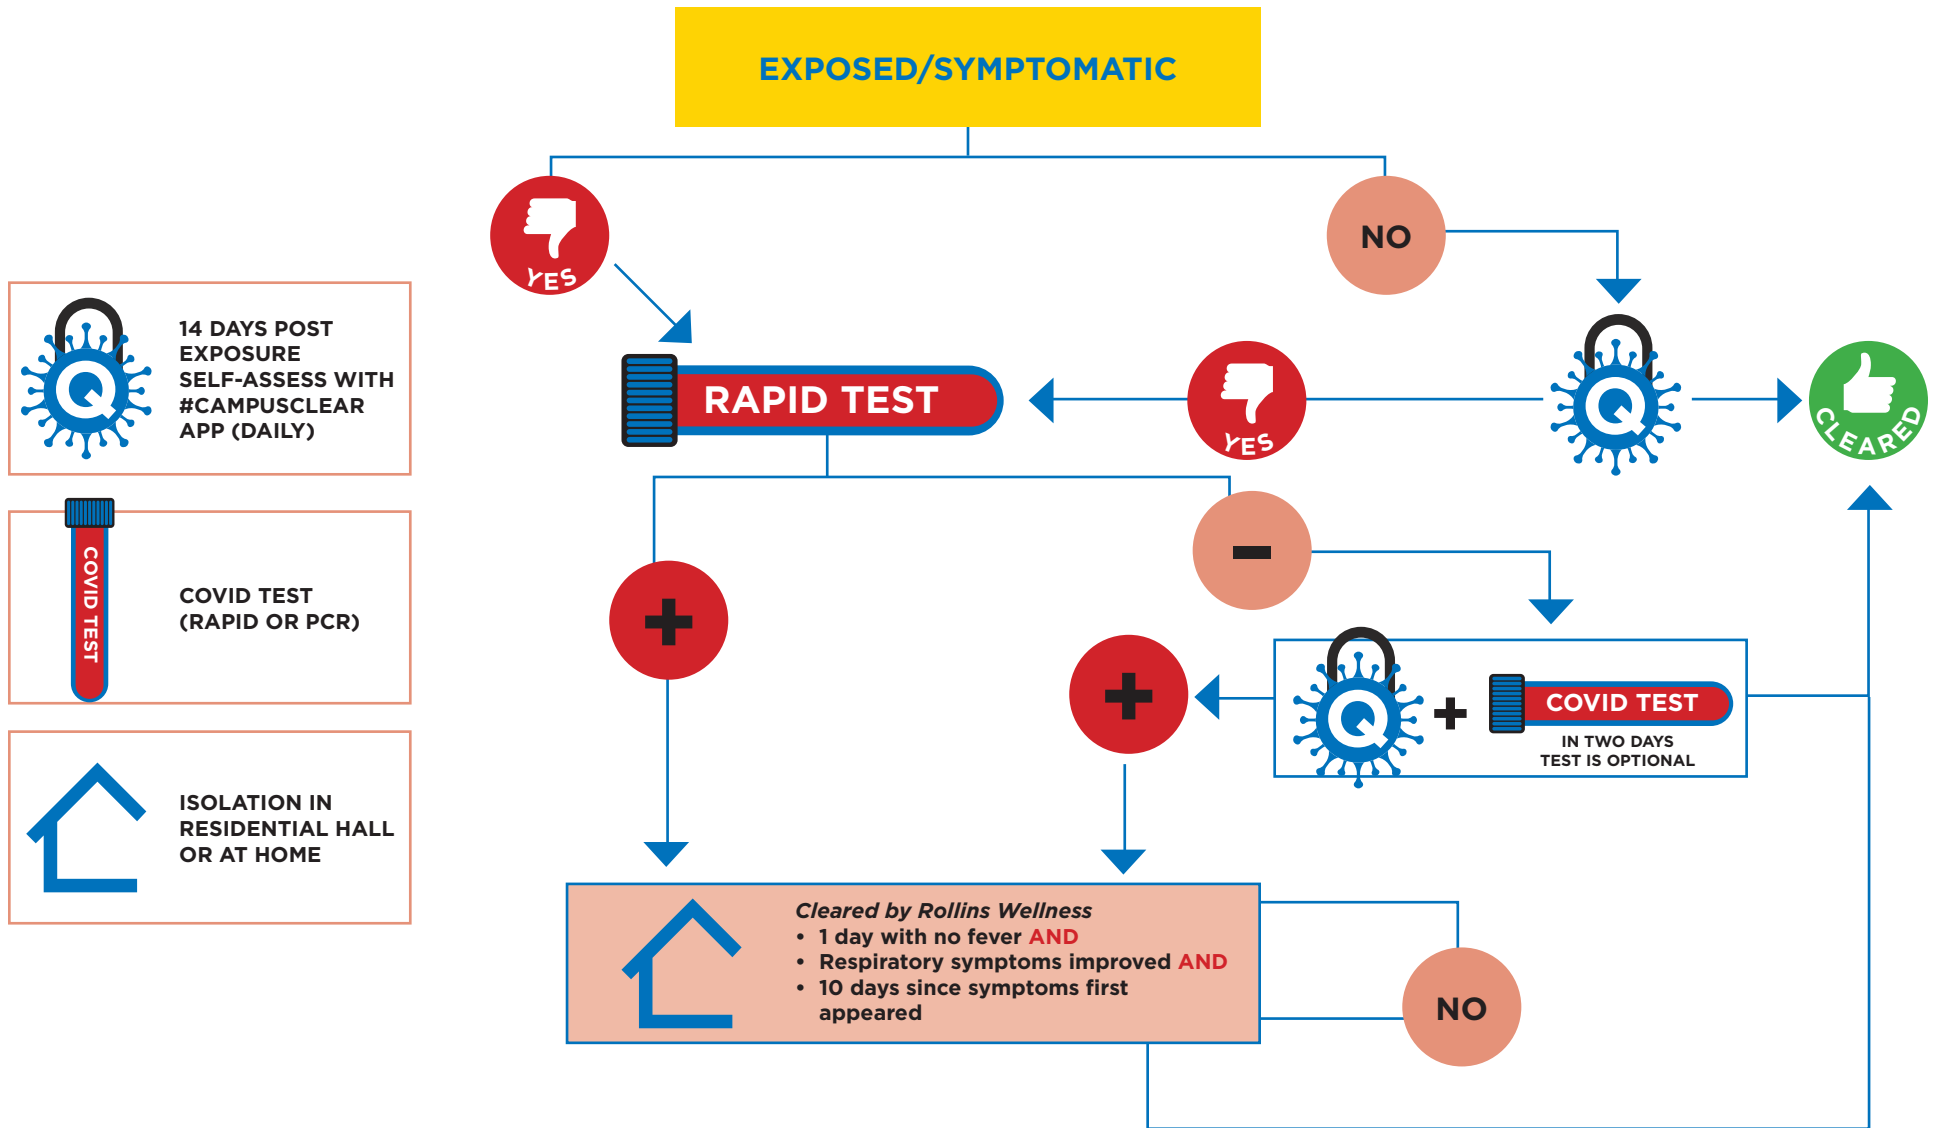 EXPOSED/SYMPTOMATIC
YES
NO
14 DAYS POST
EXPOSURE
SELF-ASSESS WITH
#CAMPUSCLEAR
APP (DAILY)
Q
RAPID TEST
YES
Q
CLEARED
COVID TEST
COVID TEST
(RAPID OR PCR)
+
−
+
Q
+
COVID TEST
IN TWO DAYS
TEST IS OPTIONAL
ISOLATION IN
RESIDENTIAL HALL
OR AT HOME
Cleared by Rollins Wellness
• 1 day with no fever AND
• Respiratory symptoms improved AND
• 10 days since symptoms first
appeared
NO